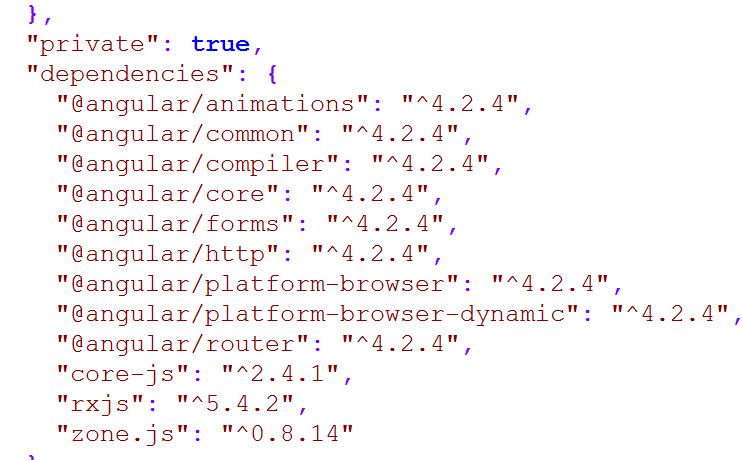 },
"private": true,
"dependencies": {
"@angular/animations": "^4.2.4",
"@angular/common": "^4.2.4",
"@angular/compiler": "^4.2.4",
"@angular/core": "^4.2.4",
"@angular/forms": "^4.2.4",
"@angular/http": "^4.2.4",
"@angular/platform-browser": "^4.2.4",
"@angular/platform-browser-dynamic": "^4.2.4",
"@angular/router": "^4.2.4",
"core-js": "^2.4.1",
"rxjs": "^5.4.2",
"zone.js": "^0.8.14"
}